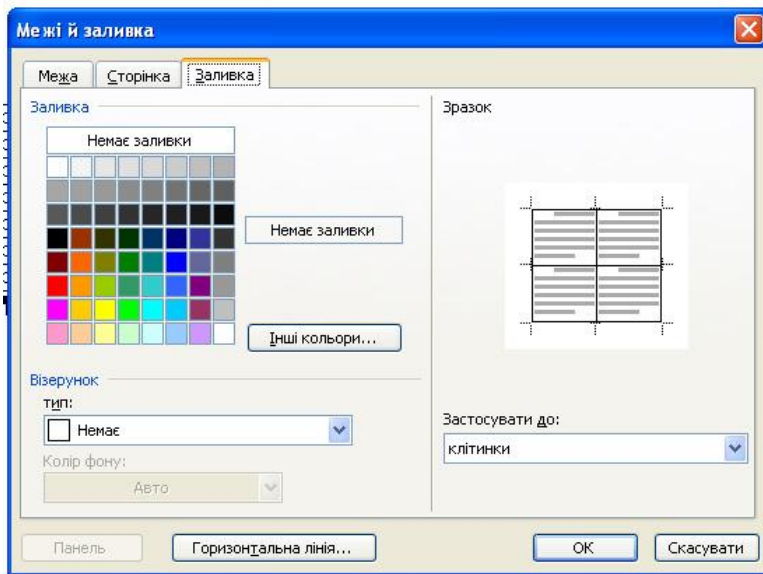 Межі й заливка
Межа
Сторінка
Заливка
Заливка
Немає заливки
Немає заливки
Інші кольори...
Візерунок
тип:
Немає
Колір фону:
Авто
Зразок
Застосувати до:
клітинки
Панель
Горизонтальна лінія...
ОК
Скасувати